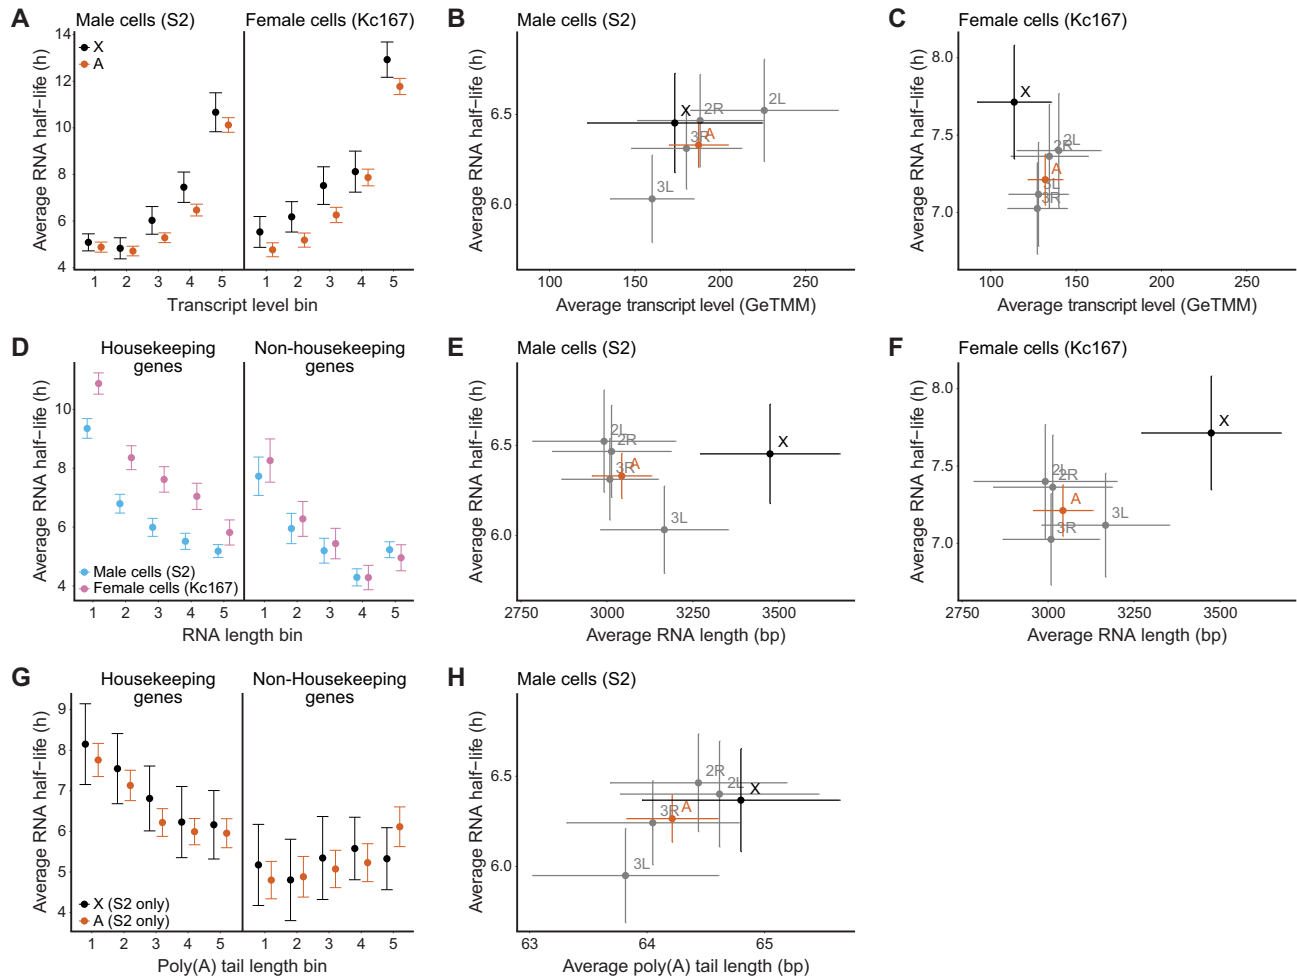 A
Male cells (S2)
Female cells (Kc167)
Average RNA half−life (h)
14
12
10
8
6
4
X
A
1 2 3 4 5
1 2 3 4 5
Transcript level bin
B
Male cells (S2)
Average RNA half−life (h)
6.5
6.0
X
2R
2L
3R
A
3L
100 150 200 250
Average transcript level (GeTMM)
C
Female cells (Kc167)
Average RNA half−life (h)
8.0
7.5
7.0
X
2L
2R
A
3L
3R
100 150 200 250
Average transcript level (GeTMM)
D
Housekeeping
genes
Non−housekeeping
genes
Average RNA half−life (h)
10
8
6
4
Male cells (S2)
Female cells (Kc167)
1 2 3 4 5
1 2 3 4 5
RNA length bin
E
Male cells (S2)
Average RNA half−life (h)
6.5
6.0
2L
2R
X
3R
A
3L
2750 3000 3250 3500
Average RNA length (bp)
F
Female cells (Kc167)
Average RNA half−life (h)
8.0
7.5
7.0
X
2L
2R
A
3L
3R
2750 3000 3250 3500
Average RNA length (bp)
G
Housekeeping
genes
Non−Housekeeping
genes
Average RNA half−life (h)
9
8
7
6
5
4
X (S2 only)
A (S2 only)
1 2 3 4 5
1 2 3 4 5
Poly(A) tail length bin
H
Male cells (S2)
Average RNA half−life (h)
6.5
6.0
2R
2L
X
3R
A
3L
63 64 65
Average poly(A) tail length (bp)